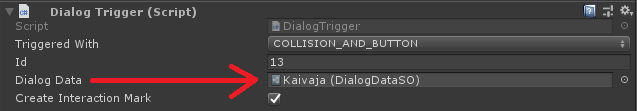 Dialog Trigger (Script)
Script DialogTrigger
Triggered With COLLISION_AND_BUTTON
Id 13
Dialog Data Kaivaja (DialogDataSO)
Create Interaction Mark